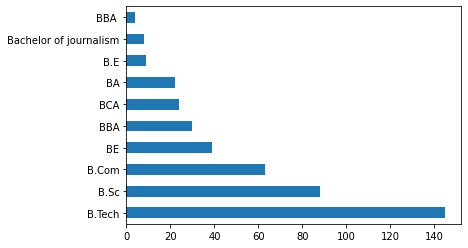 BBA
Bachelor of journalism
B.E
BA
BCA
BBA
BE
B.Com
B.Sc
B.Tech
0 20 40 60 80 100 120 140